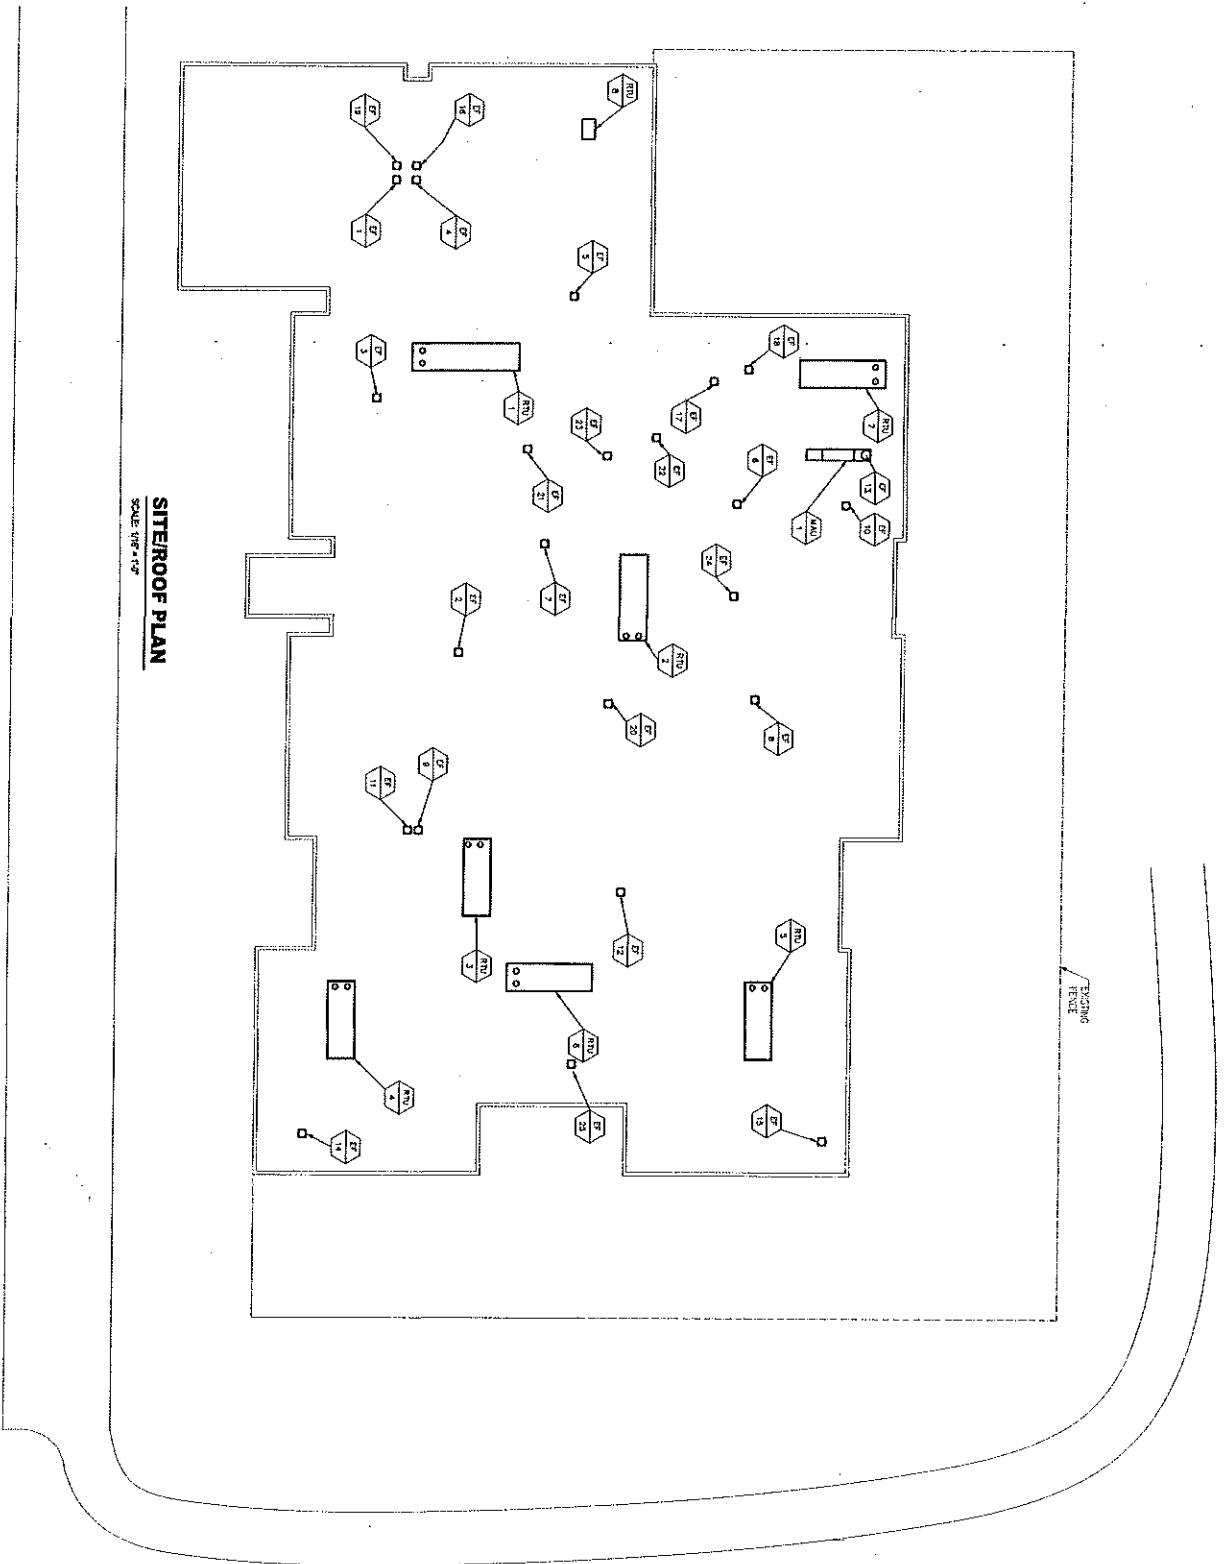 EXISTING
FENCE
RTU
7
EF
13
EF
10
MAU
1
RTU
5
EF
18
EF
8
EF
15
EF
6
EF
24
EF
17
RTU
2
EF
22
EF
20
EF
12
RTU
8
EF
5
EF
25
EF
23
RTU
6
EF
7
EF
21
RTU
1
RTU
3
EF
16
EF
2
EF
4
EF
9
RTU
4
EF
11
EF
3
EF
19
EF
1
EF
14
SITE/ROOF PLAN
SCALE: 1/16" = 1'-0"